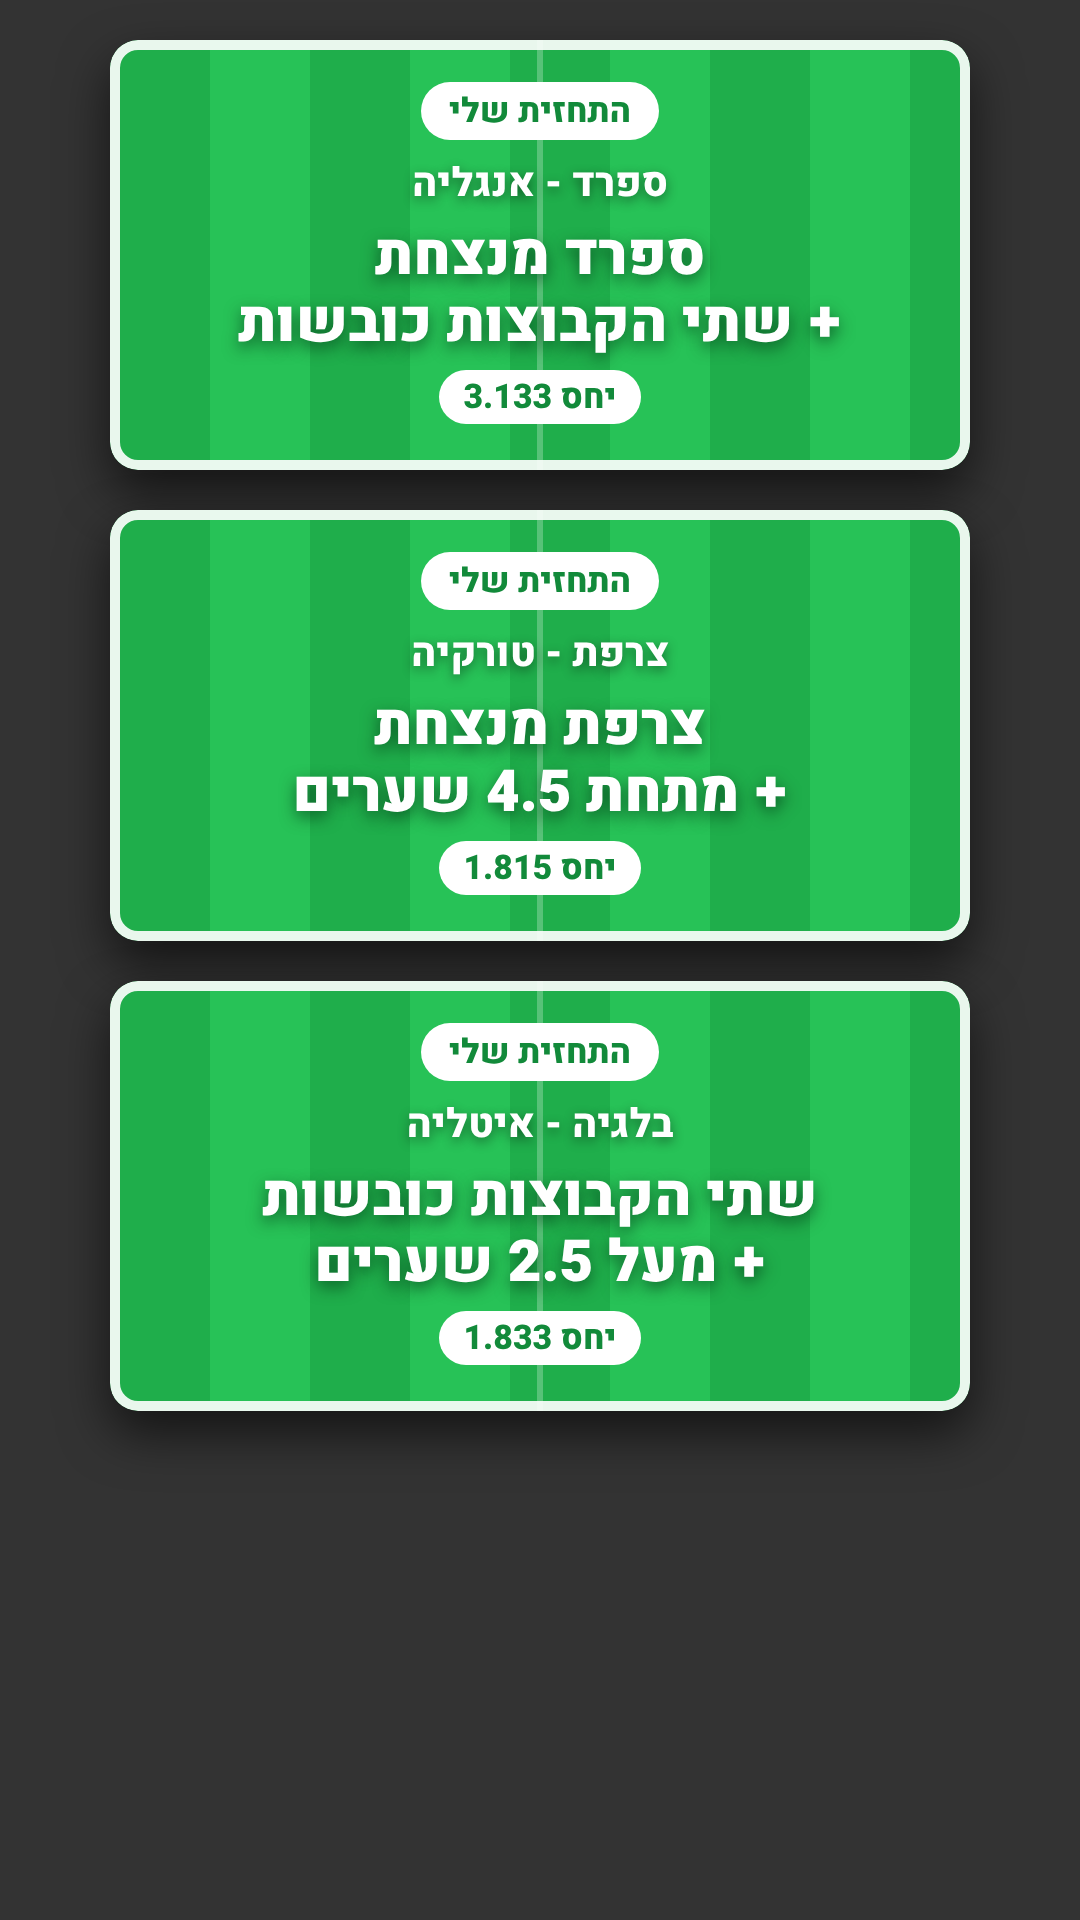 התחזית שלי
ספרד - אנגליה
ספרד מנצחת
+ שתי הקבוצות כובשות
יחס 3.133
התחזית שלי
צרפת - טורקיה
צרפת מנצחת
+ מתחת 4.5 שערים
יחס 1.815
התחזית שלי
בלגיה - איטליה
שתי הקבוצות כובשות
+ מעל 2.5 שערים
יחס 1.833